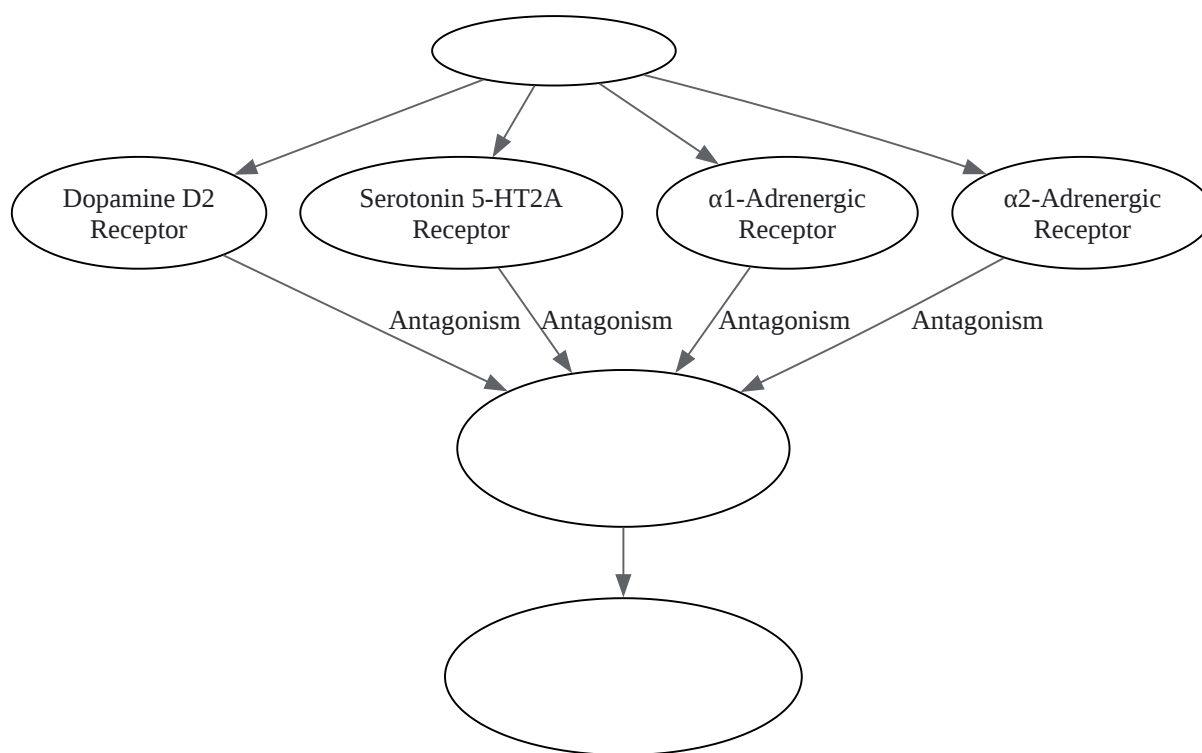 Dopamine D2
Receptor
Serotonin 5-HT2A
Receptor
α1-Adrenergic
Receptor
α2-Adrenergic
Receptor
Antagonism
Antagonism
Antagonism
Antagonism